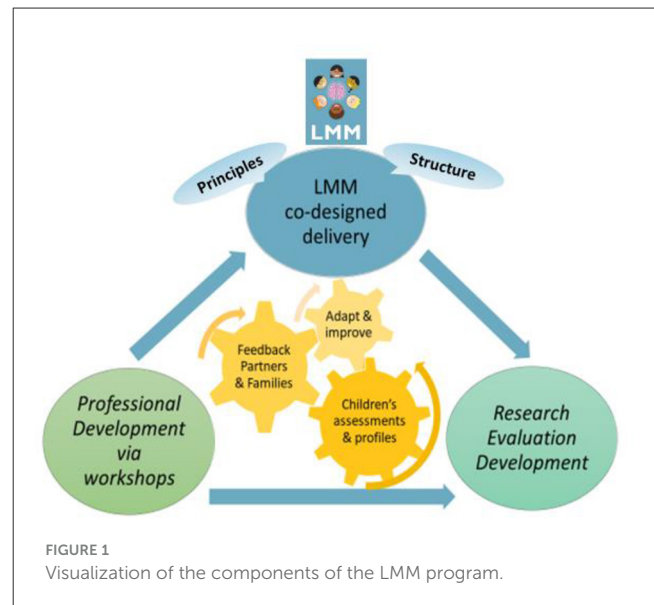 LMM
Principles
Structure
LMM
co-designed
delivery
Adapt &
improve
Feedback
Partners
& Families
Children's
assessments
& profiles
Professional
Development
via
workshops
Research
Evaluation
Development
FIGURE 1
Visualization of the components of the LMM program.